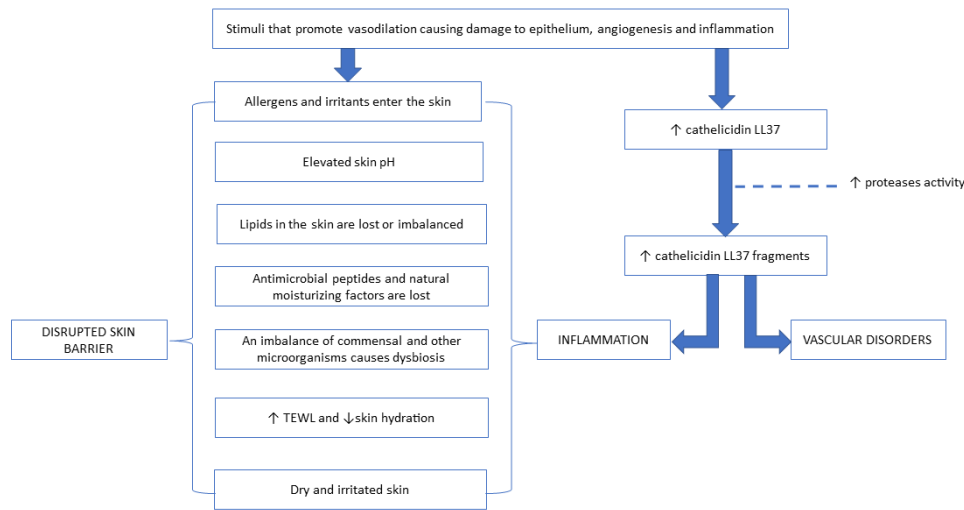 Stimuli that promote vasodilation causing damage to epithelium, angiogenesis and inflammation
Allergens and irritants enter the skin
Elevated skin pH
Lipids in the skin are lost or imbalanced
Antimicrobial peptides and natural
moisturizing factors are lost
DISRUPTED SKIN
BARRIER
An imbalance of commensal and other
microorganisms causes dysbiosis
↑ TEWL and ↓skin hydration
Dry and irritated skin
↑ cathelicidin LL37
↑ proteases activity
↑ cathelicidin LL37 fragments
INFLAMMATION
VASCULAR DISORDERS